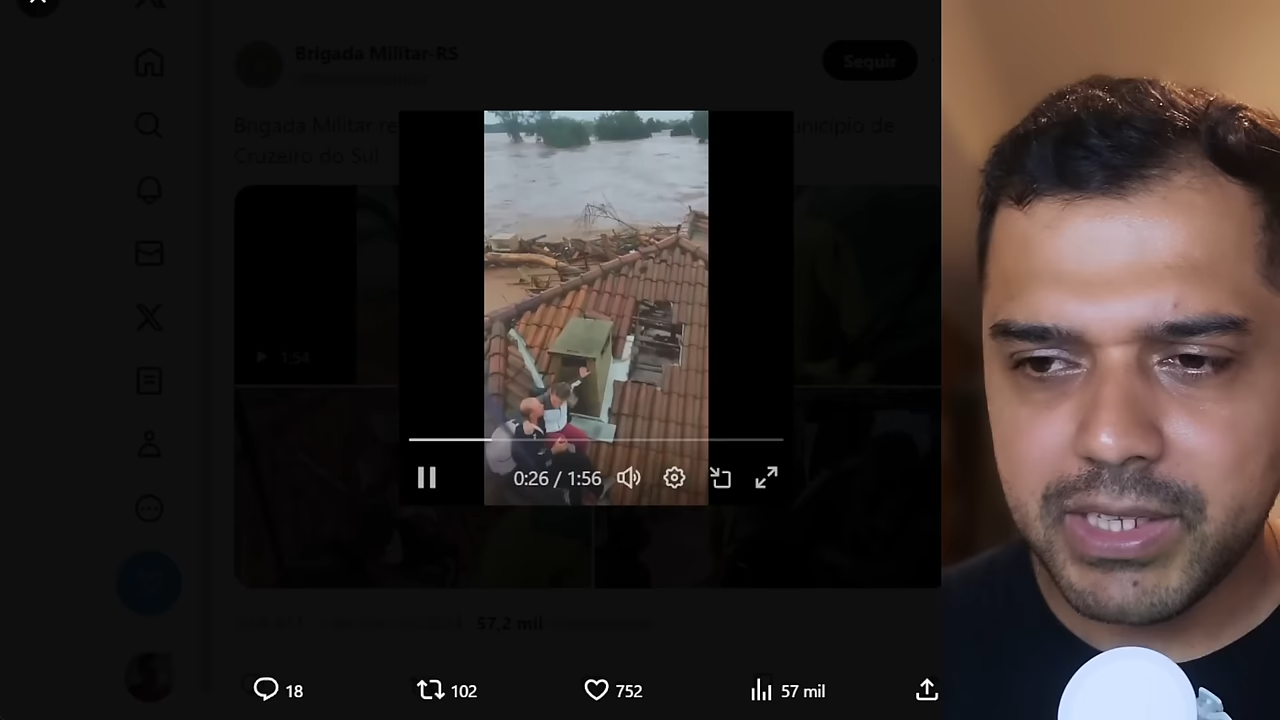 Brigada Militar-RS
Seguir
Brigada Militar re
unicípio de
Cruzeiro do Sul
1:54
0:26 / 1:56
57,2 mil
18
102
752
57 mil